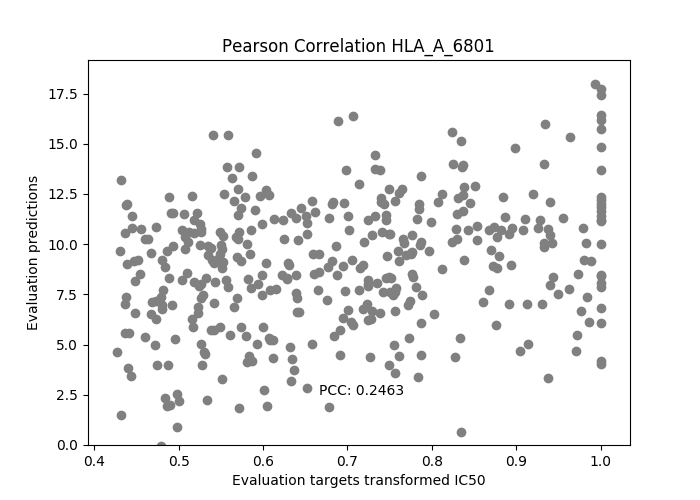 Pearson Correlation HLA_A_6801
Evaluation predictions
17.5
15.0
12.5
10.0
7.5
5.0
2.5
0.0
PCC: 0.2463
0.4 0.5 0.6 0.7 0.8 0.9 1.0
Evaluation targets transformed IC50